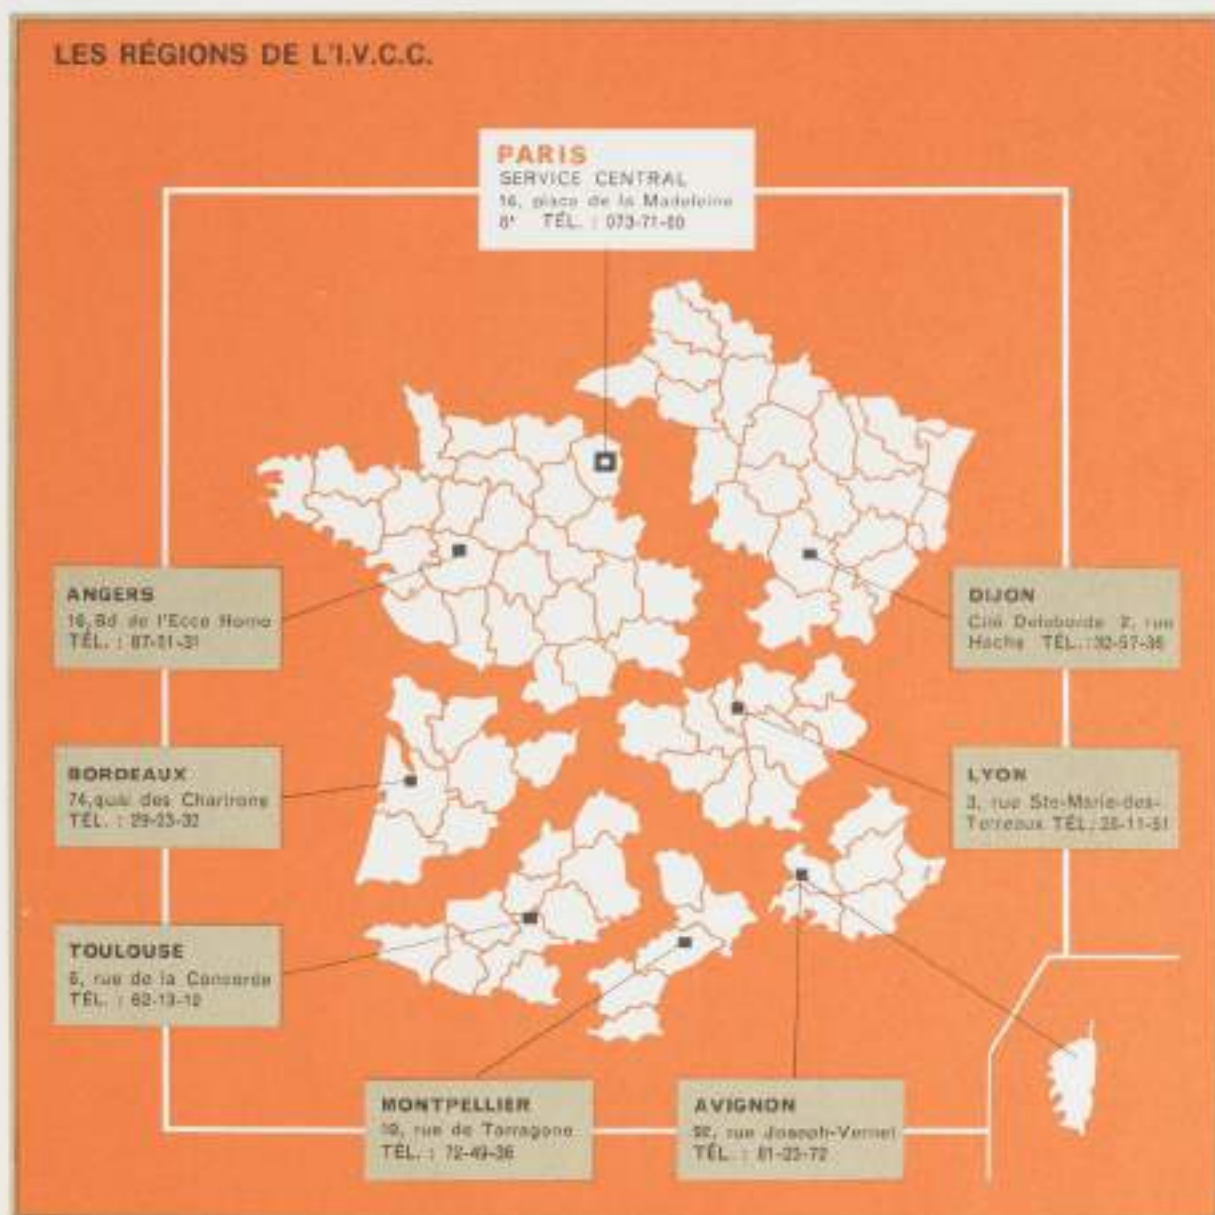 LES RÉGIONS DE L'I.V.C.C.
PARIS
SERVICE CENTRAL
16, place de la Madeleine
8e TÉL. : 073-71-60
ANGERS
16, Bd de l'Ecce Homo
TÉL. : 87-51-31
DIJON
Cité Delaborde 2, rue
Hoche TÉL. : 32-57-36
BORDEAUX
74, quai des Chartrons
TÉL. : 29-23-32
LYON
3, rue Ste-Marie-des-
Terreaux TÉL. : 28-11-51
TOULOUSE
6, rue de la Concorde
TÉL. : 62-13-12
MONTPELLIER
19, rue de Tarragone
TÉL. : 72-49-36
AVIGNON
92, rue Joseph-Vernet
TÉL. : 81-23-72